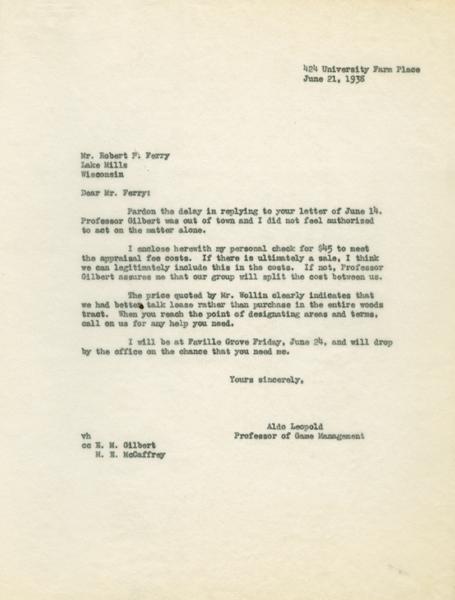 424 University Farm Place
June 21, 1938
Mr. Robert P. Ferry
Lake Mills
Wisconsin
Dear Mr. Ferry:
Pardon the delay in replying to your letter of June 14.
Professor Gilbert was out of town and I did not feel authorized
to act on the matter alone.
I enclose herewith my personal check for $45 to meet
the appraisal fee costs. If there is ultimately a sale, I think
we can legitimately include this in the costs. If not, Professor
Gilbert assures me that our group will split the cost between us.
The price quoted by Mr. Wollin clearly indicates that
we had better talk lease rather than purchase in the entire woods
tract. When you reach the point of designating areas and terms,
call on us for any help you need.
I will be at Faville Grove Friday, June 24, and will drop
by the office on the chance that you need me.
Yours sincerely,
Aldo Leopold
Professor of Game Management
vh
cc E. M. Gilbert
H. E. McCaffrey